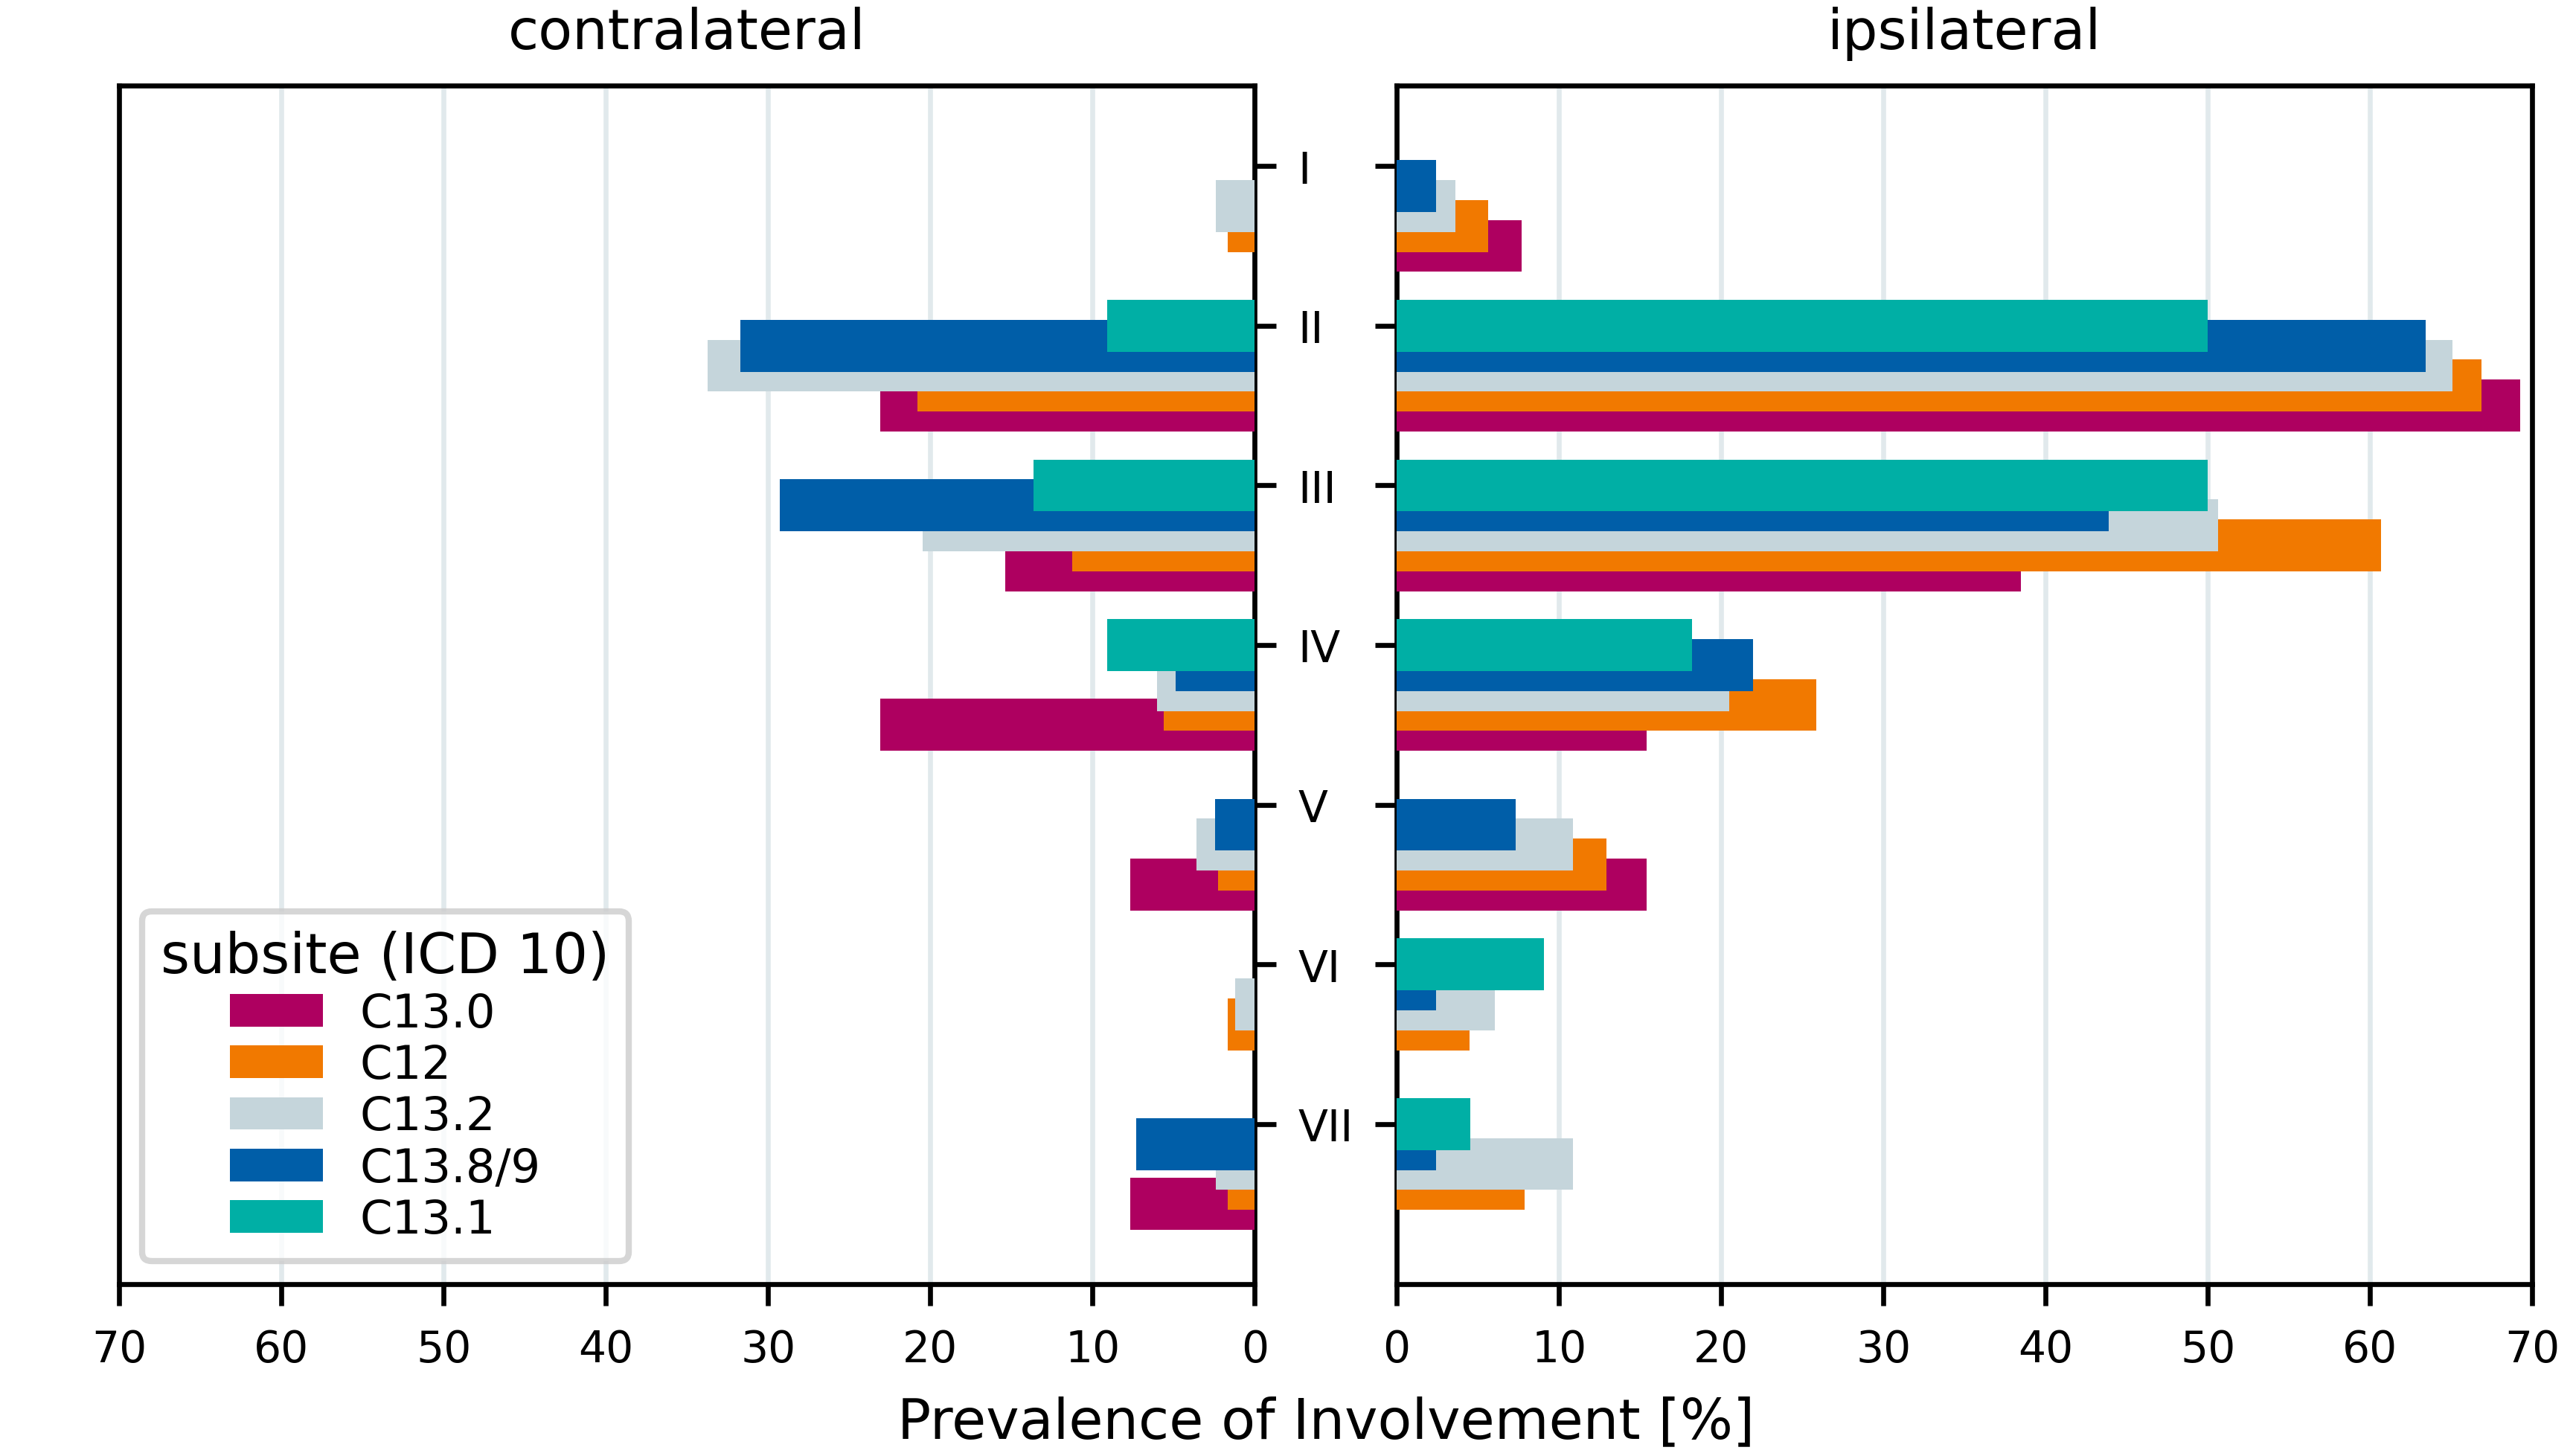 contralateral
ipsilateral
I
II
III
IV
V
VI
VII
subsite (ICD 10)
C13.0
C12
C13.2
C13.8/9
C13.1
70 60 50 40 30 20 10 0
0 10 20 30 40 50 60 70
Prevalence of Involvement [%]